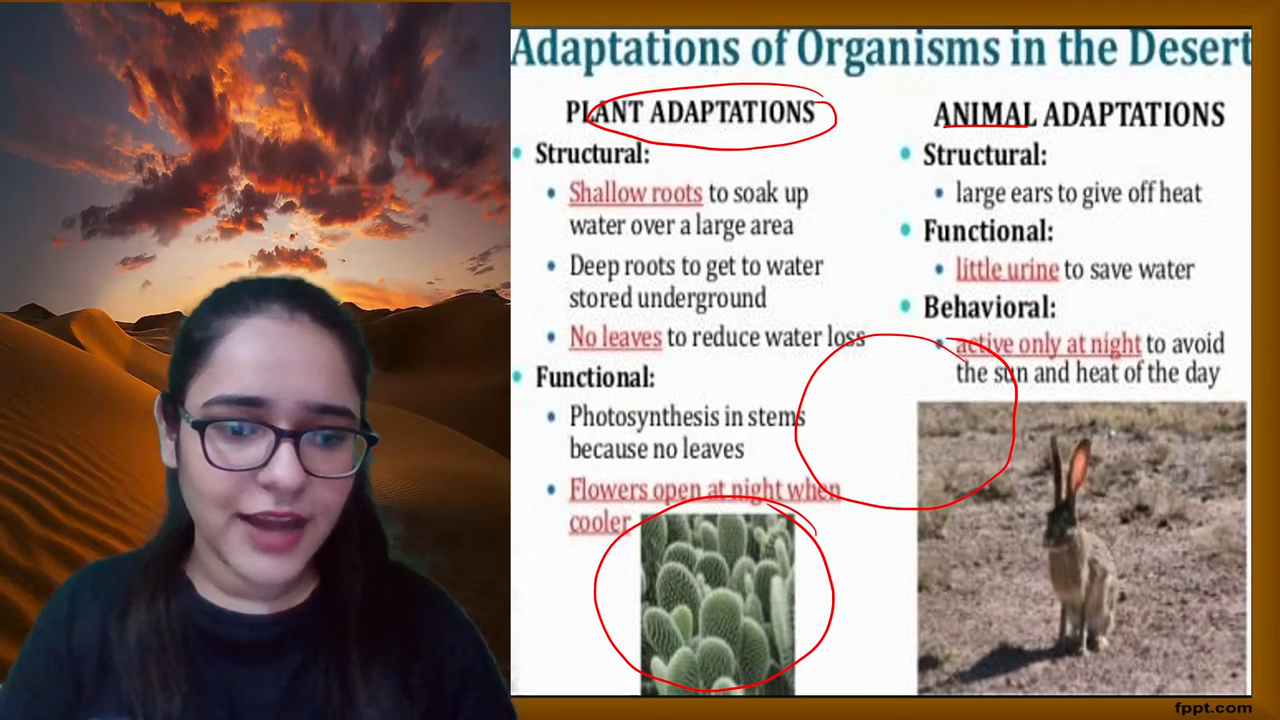 Adaptations of Organisms in the Desert
PLANT ADAPTATIONS
• Structural:
• Shallow roots to soak up
water over a large area
• Deep roots to get to water
stored underground
• No leaves to reduce water loss
• Functional:
• Photosynthesis in stems
because no leaves
• Flowers open at night when
cooler
ANIMAL ADAPTATIONS
• Structural:
• large ears to give off heat
• Functional:
• little urine to save water
• Behavioral:
• active only at night to avoid
the sun and heat of the day
fppt.com